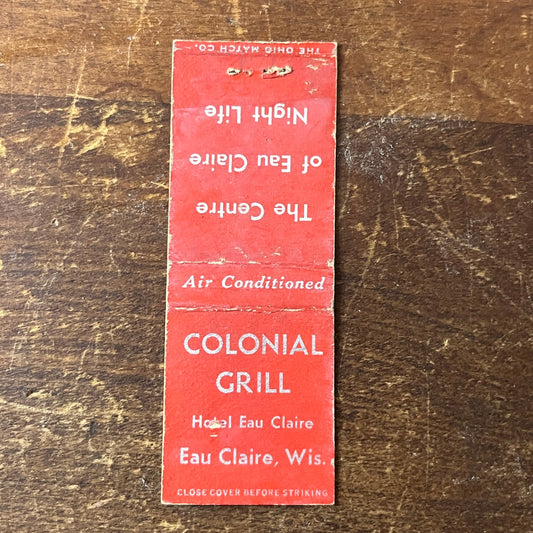 THE OHIO MATCH CO.
The Centre
of Eau Claire
Night Life
Air Conditioned
COLONIAL
GRILL
Hotel Eau Claire
Eau Claire, Wis.
CLOSE COVER BEFORE STRIKING